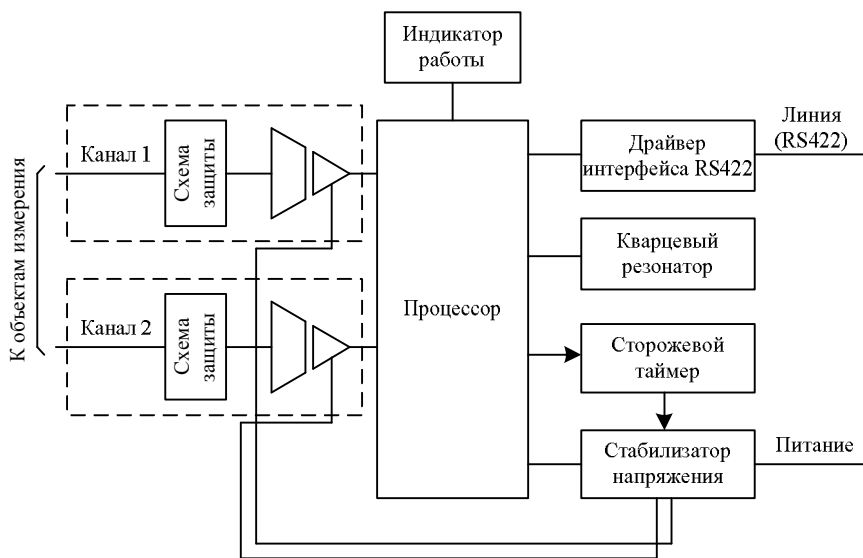 Индикатор
работы
Линия
(RS422)
Драйвер
интерфейса RS422
Канал 1
Схема
защиты
К объектам измерения
Кварцевый
резонатор
Процессор
Канал 2
Схема
защиты
Сторожевой
таймер
Стабилизатор
напряжения
Питание